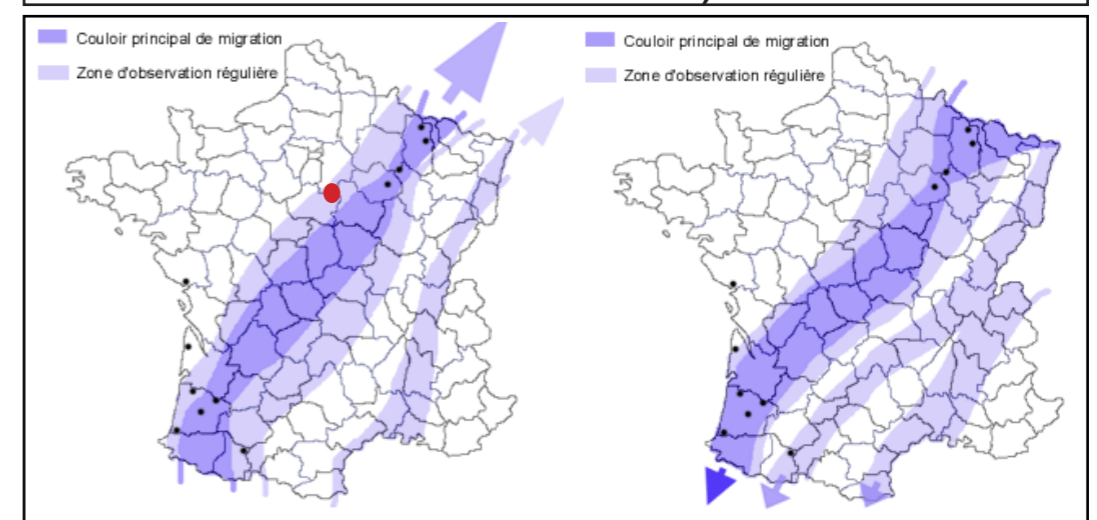 Couloir principal de migration
Zone d'observation régulière
Couloir principal de migration
Zone d'observation régulière